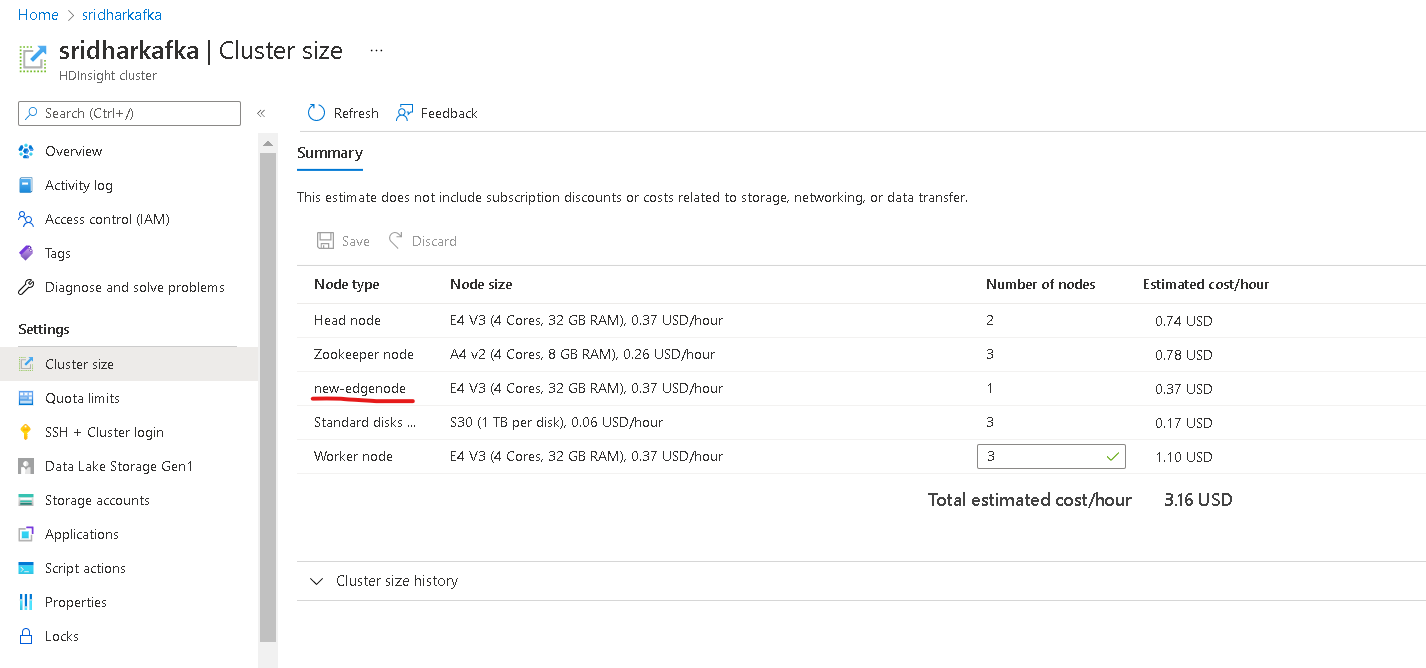 Home > sridharkafka
sridharkafka | Cluster size ...
HDInsight cluster
Search (Ctrl+/) «
Overview
Activity log
Access control (IAM)
Tags
Diagnose and solve problems
Settings
Cluster size
Quota limits
SSH + Cluster login
Data Lake Storage Gen1
Storage accounts
Applications
Script actions
Properties
Locks
Refresh Feedback
Summary
This estimate does not include subscription discounts or costs related to storage, networking, or data transfer.
Save Discard
Node type Node size Number of nodes Estimated cost/hour
Head node E4 V3 (4 Cores, 32 GB RAM), 0.37 USD/hour 2 0.74 USD
Zookeeper node A4 v2 (4 Cores, 8 GB RAM), 0.26 USD/hour 3 0.78 USD
new-edgenode E4 V3 (4 Cores, 32 GB RAM), 0.37 USD/hour 1 0.37 USD
Standard disks ... S30 (1 TB per disk), 0.06 USD/hour 3 0.17 USD
Worker node E4 V3 (4 Cores, 32 GB RAM), 0.37 USD/hour 3 1.10 USD
Total estimated cost/hour 3.16 USD
Cluster size history